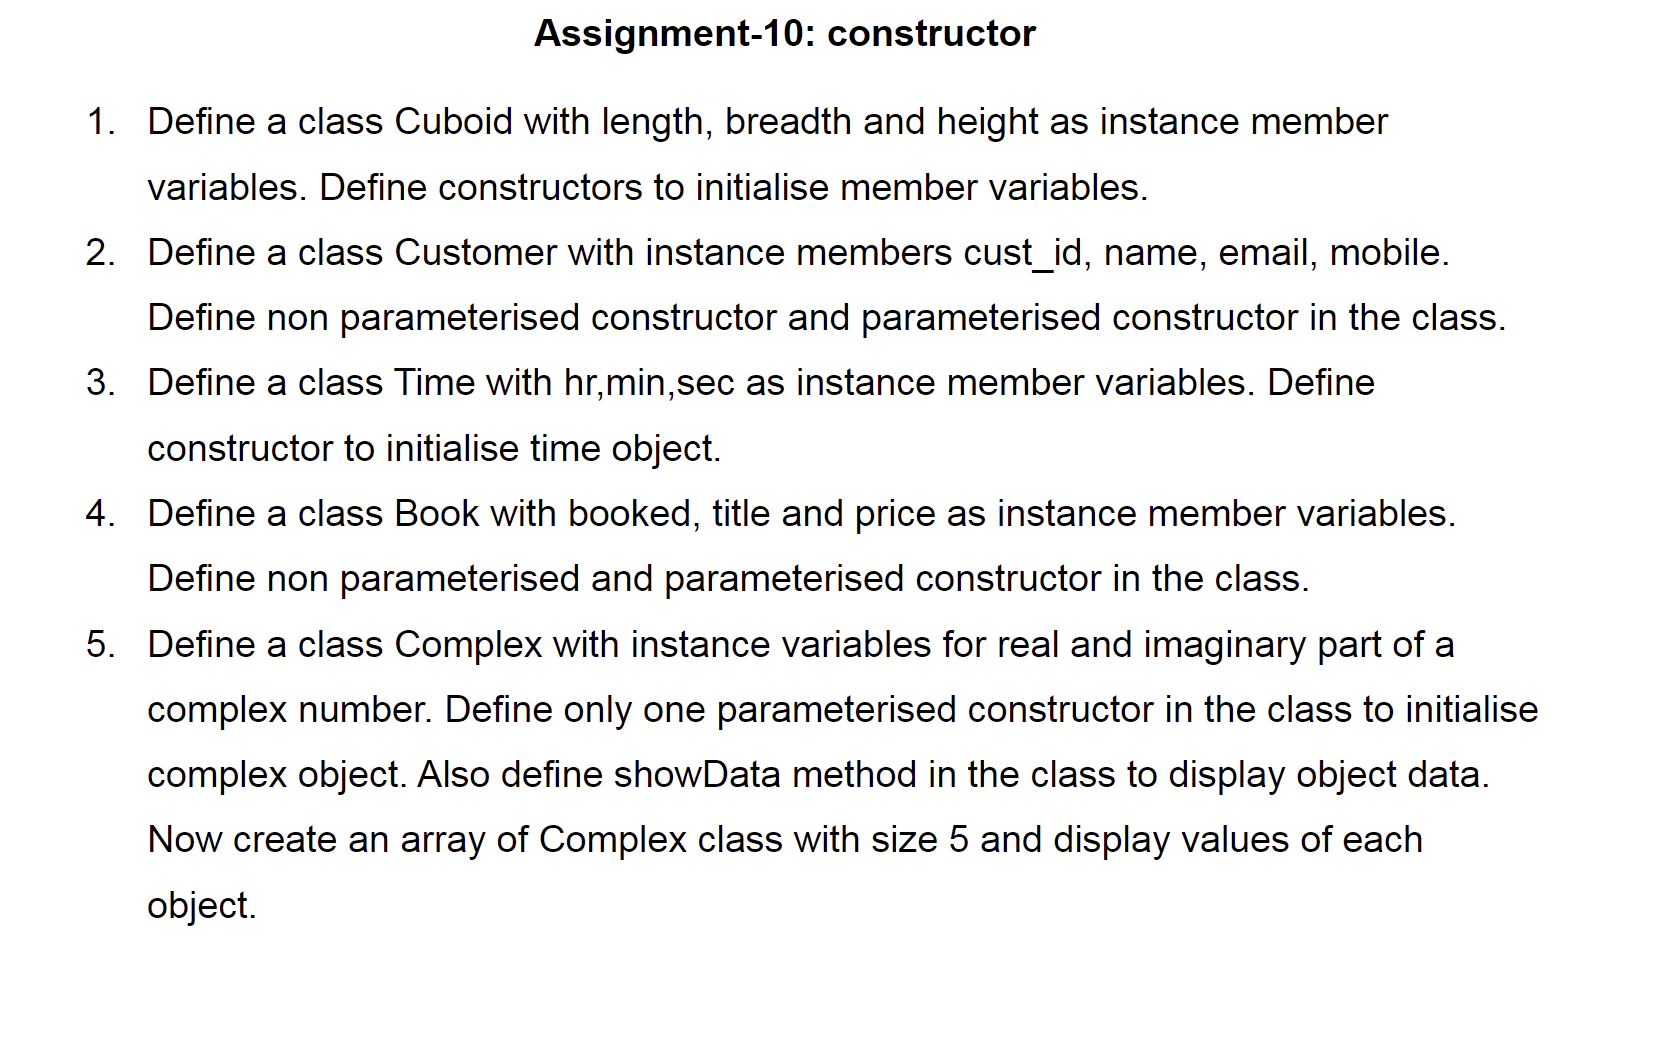 Assignment-10: constructor
1. Define a class Cuboid with length, breadth and height as instance member
variables. Define constructors to initialise member variables.
2. Define a class Customer with instance members cust_id, name, email, mobile.
Define non parameterised constructor and parameterised constructor in the class.
3. Define a class Time with hr,min,sec as instance member variables. Define
constructor to initialise time object.
4. Define a class Book with booked, title and price as instance member variables.
Define non parameterised and parameterised constructor in the class.
5. Define a class Complex with instance variables for real and imaginary part of a
complex number. Define only one parameterised constructor in the class to initialise
complex object. Also define showData method in the class to display object data.
Now create an array of Complex class with size 5 and display values of each
object.